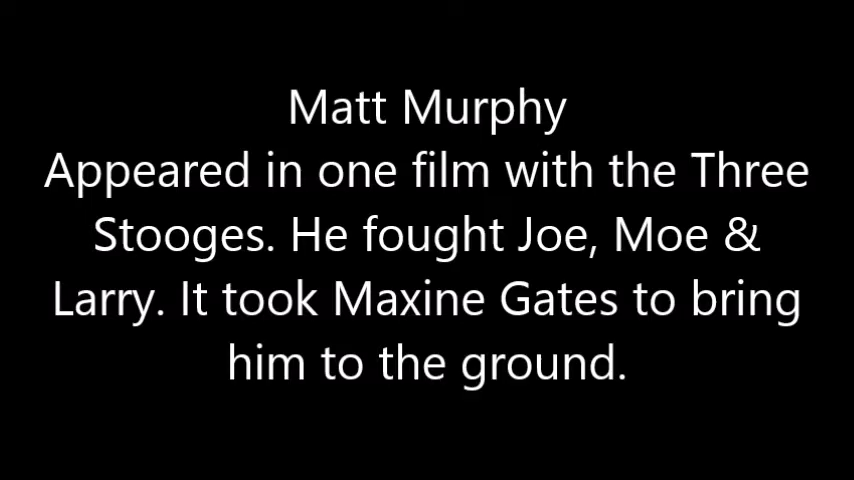 Matt Murphy
Appeared in one film with the Three
Stooges. He fought Joe, Moe &
Larry. It took Maxine Gates to bring
him to the ground.